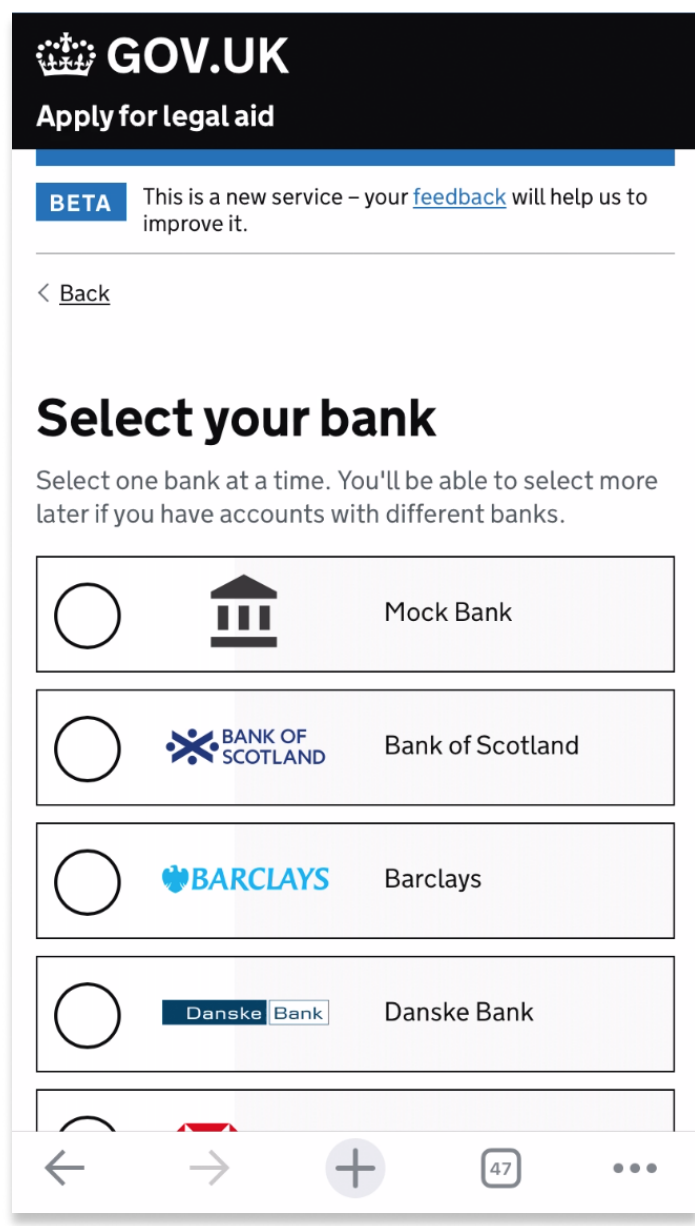 GOV.UK
Apply for legal aid
BETA
This is a new service – your feedback will help us to
improve it.
Back
Select your bank
Select one bank at a time. You'll be able to select more
later if you have accounts with different banks.
Mock Bank
BANK OF
SCOTLAND
Bank of Scotland
BARCLAYS
Barclays
Danske Bank
Danske Bank
47